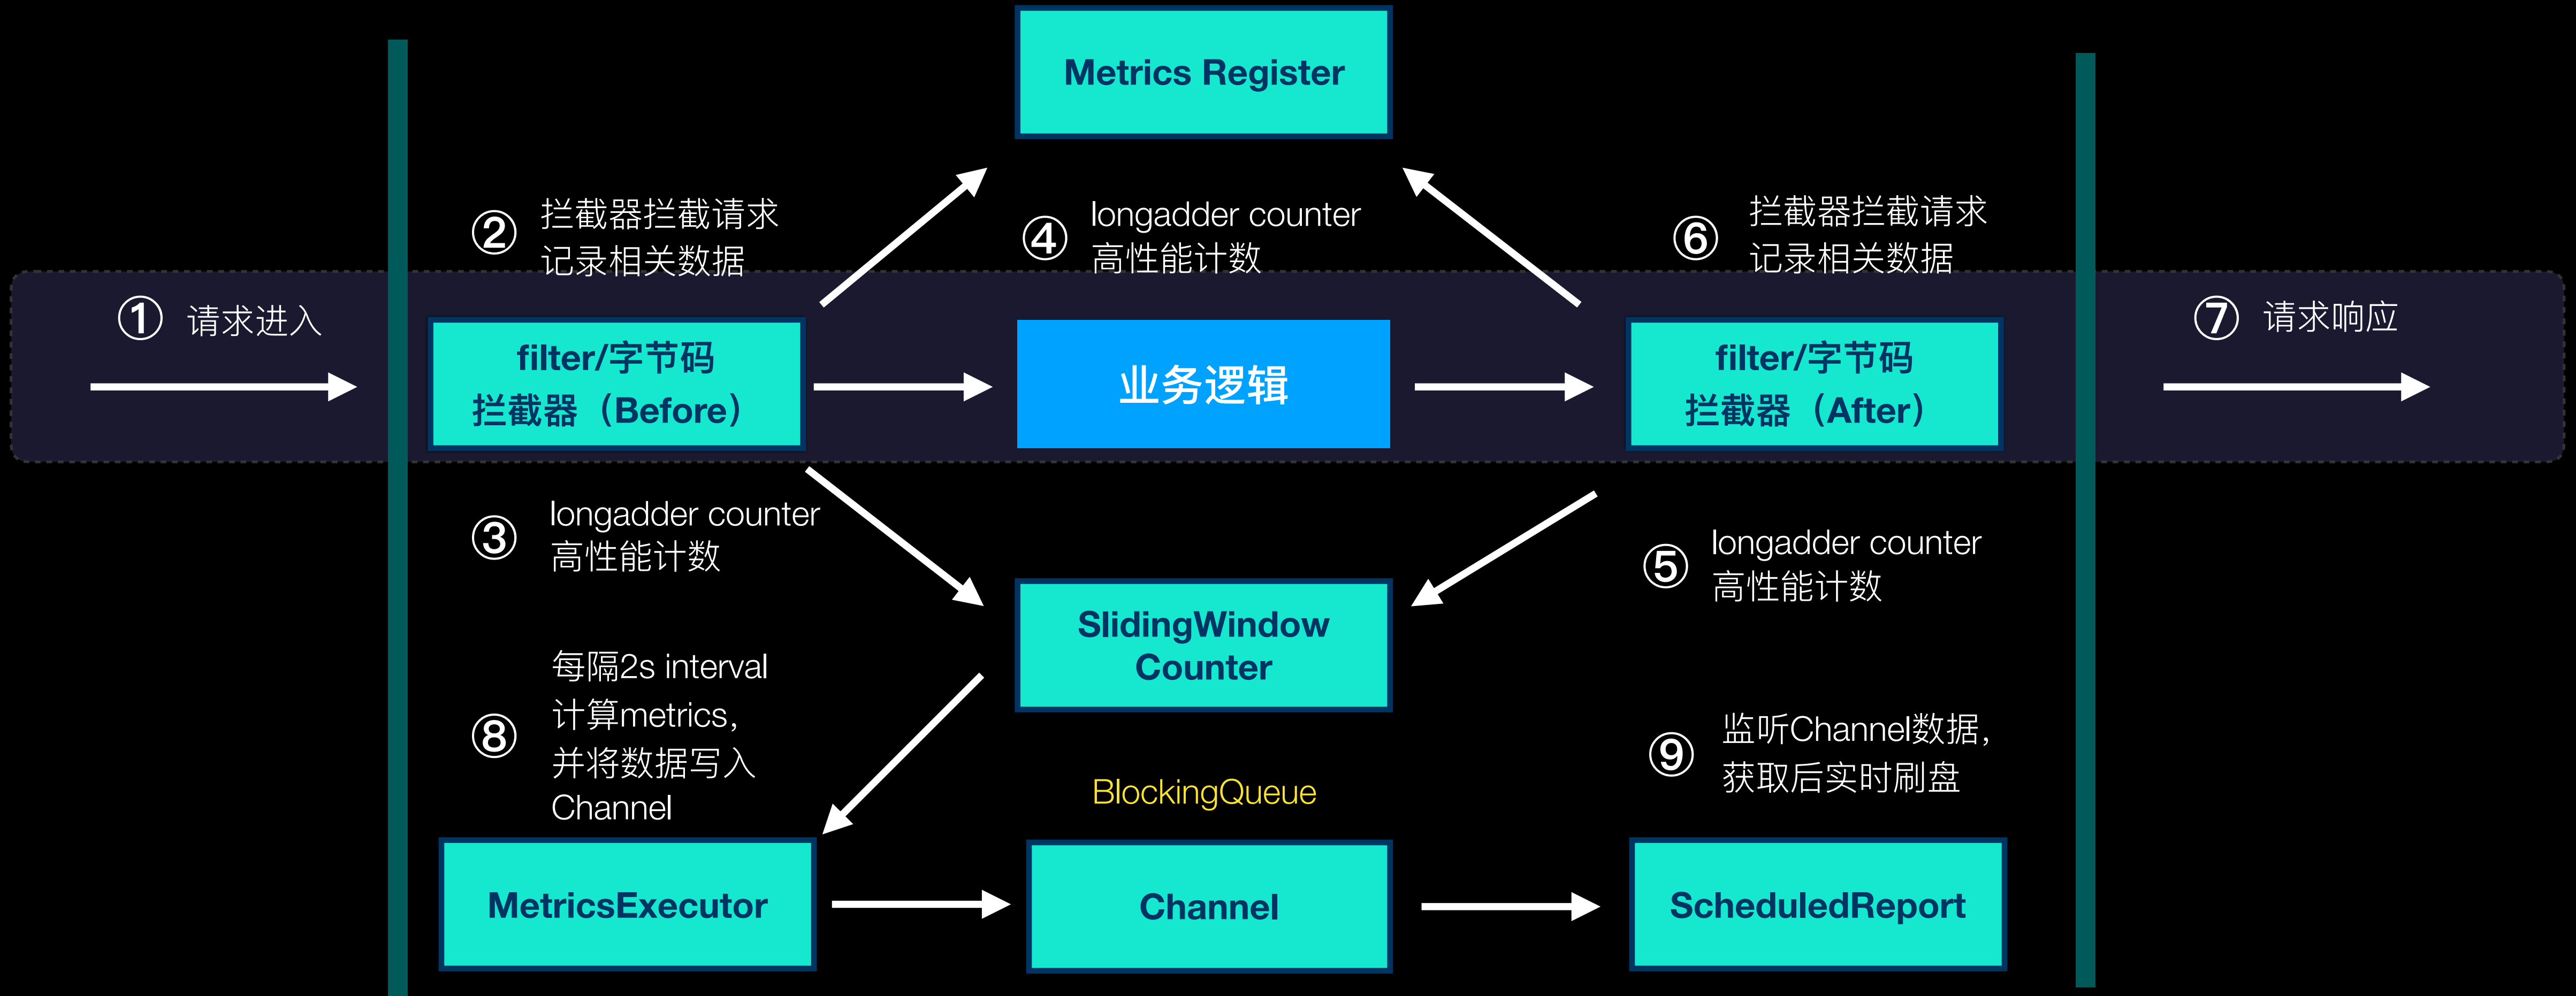 Metrics Register
②
拦截器拦截请求
记录相关数据
④
longadder counter
高性能计数
⑥
拦截器拦截请求
记录相关数据
①
请求进入
filter/字节码
拦截器（Before）
业务逻辑
filter/字节码
拦截器（After）
⑦
请求响应
③
longadder counter
高性能计数
⑤
longadder counter
高性能计数
SlidingWindow
Counter
⑧
每隔2s interval
计算metrics，
并将数据写入
Channel
BlockingQueue
⑨
监听Channel数据，
获取后实时刷盘
MetricsExecutor
Channel
ScheduledReport